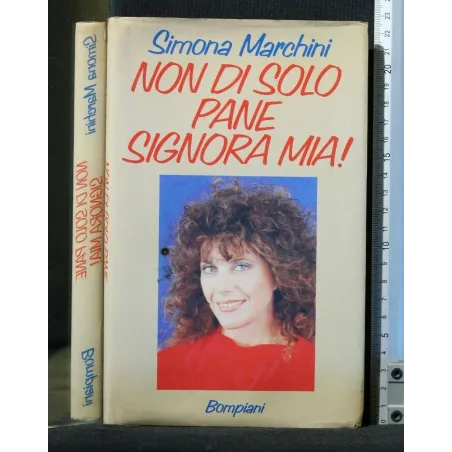 Simona Marchini
NON DI SOLO
PANE
SIGNORA MIA!
Bompiani
Simona Marchini
NON DI SOLO PANE
SIGNORA MIA!
Bompiani